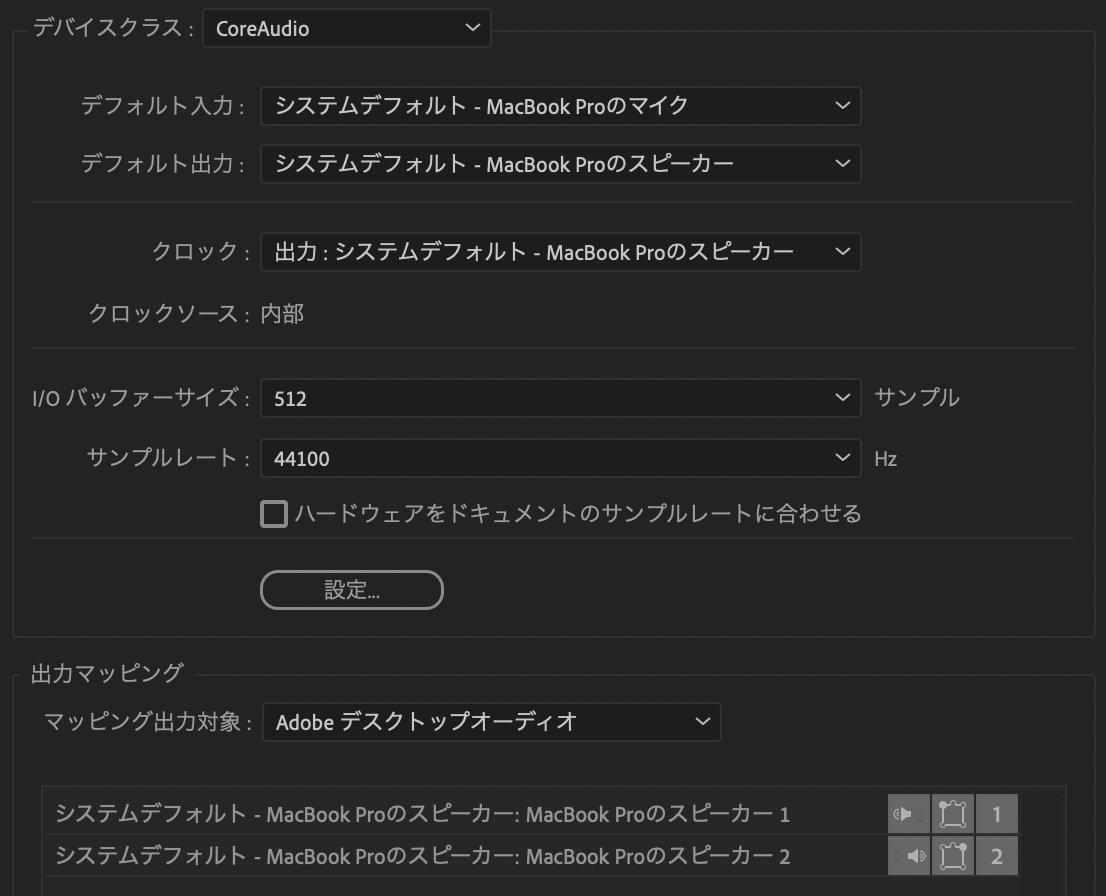 デバイスクラス : CoreAudio
デフォルト入力 : システムデフォルト - MacBook Proのマイク
デフォルト出力 : システムデフォルト - MacBook Proのスピーカー
クロック : 出力 : システムデフォルト - MacBook Proのスピーカー
クロックソース : 内部
I/O バッファーサイズ : 512 サンプル
サンプルレート : 44100 Hz
ハードウェアをドキュメントのサンプルレートに合わせる
設定...
出力マッピング
マッピング出力対象 : Adobe デスクトップオーディオ
システムデフォルト - MacBook Proのスピーカー: MacBook Proのスピーカー 1 1
システムデフォルト - MacBook Proのスピーカー: MacBook Proのスピーカー 2 2